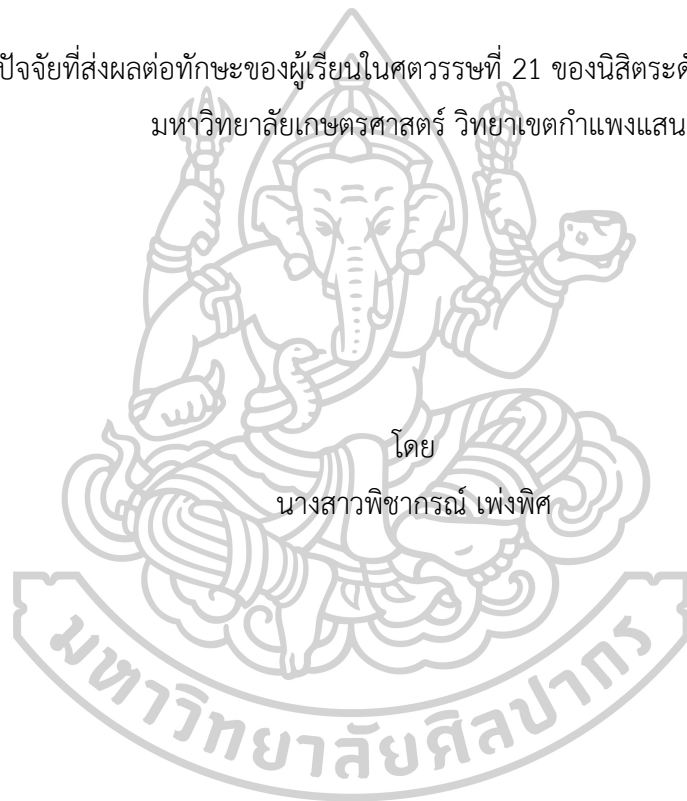 ปัจจัยที่ส่งผลต่อทักษะของผู้เรียนในศตวรรษที่ 21 ของนิสิตระดั
มหาวิทยาลัยเกษตรศาสตร์ วิทยาเขตกำแพงแสน
โดย
นางสาวพิชากรณ์ เพ่งพิศ
มหาวิทยาลัยศิลปากร